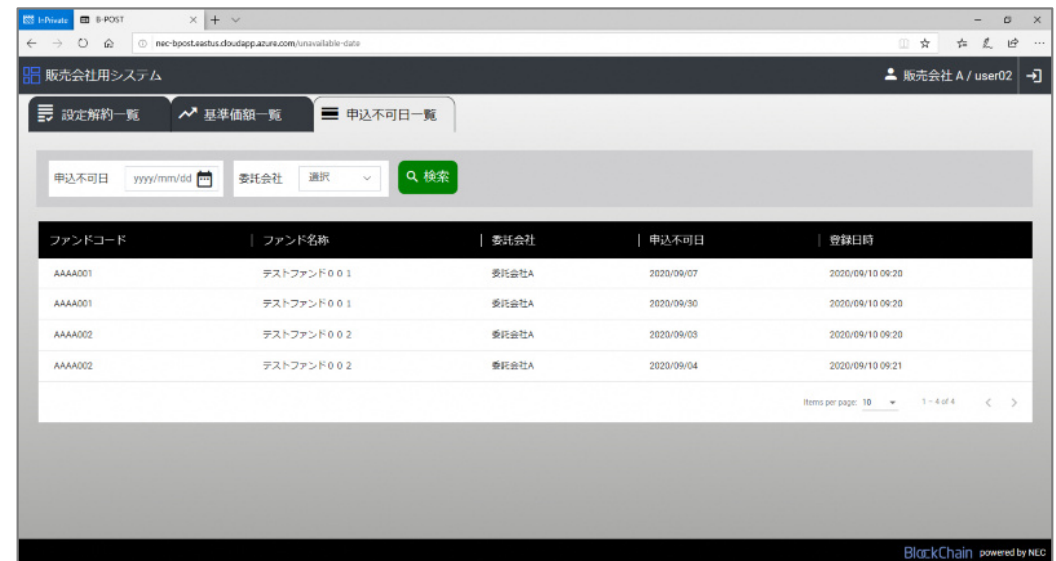 InPrivate B-POST
nec-bpost.eastus.cloudapp.azure.com/unavailable-date
販売会社用システム 販売会社 A / user02
設定解約一覧 基準価額一覧 申込不可日一覧
申込不可日 yyyy/mm/dd 委託会社 選択 検索
ファンドコード ファンド名称 委託会社 申込不可日 登録日時
AAAA001 テストファンド００１ 委託会社A 2020/09/07 2020/09/10 09:20
AAAA001 テストファンド００１ 委託会社A 2020/09/30 2020/09/10 09:20
AAAA002 テストファンド００２ 委託会社A 2020/09/03 2020/09/10 09:20
AAAA002 テストファンド００２ 委託会社A 2020/09/04 2020/09/10 09:21
Items per page: 10 1 – 4 of 4
BlockChain powered by NEC